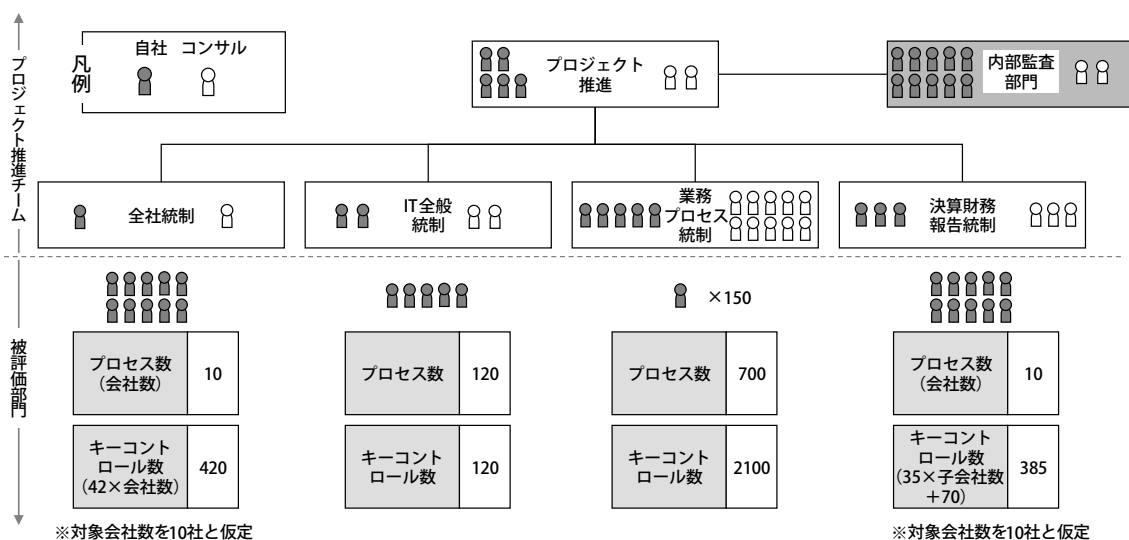 プロジェクト推進チーム
凡例
自社 コンサル
プロジェクト
推進
内部監査
部門
全社統制
IT全般
統制
業務
プロセス
統制
決算財務
報告統制
被評価部門
×150
プロセス数
(会社数)
10
プロセス数
120
プロセス数
700
プロセス数
(会社数)
10
キーコント
ロール数
(42×会社数)
420
キーコント
ロール数
120
キーコント
ロール数
2100
キーコント
ロール数
(35×子会社数
+70)
385
※対象会社数を10社と仮定
※対象会社数を10社と仮定